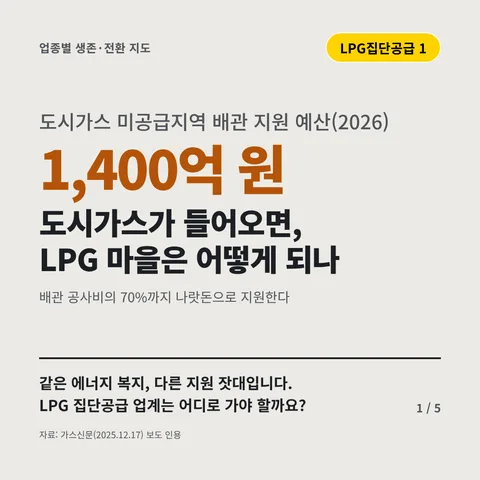 업종별 생존·전환 지도
LPG집단공급 1
도시가스 미공급지역 배관 지원 예산(2026)
1,400억 원
도시가스가 들어오면,
LPG 마을은 어떻게 되나
배관 공사비의 70%까지 나랏돈으로 지원한다
같은 에너지 복지, 다른 지원 잣대입니다.
LPG 집단공급 업계는 어디로 가야 할까요?
1 / 5
자료: 가스신문(2025.12.17) 보도 인용